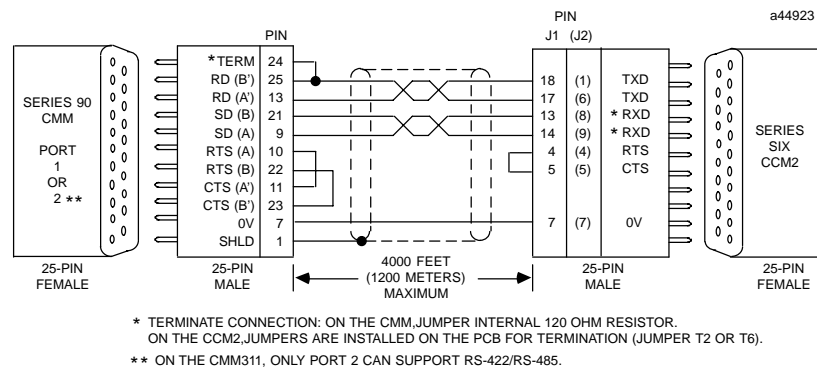 a44923
PIN
PIN
J1 (J2)
SERIES 90
CMM
PORT
1
OR
2 **
* TERM 24
RD (B') 25
RD (A') 13
SD (B) 21
SD (A) 9
RTS (A) 10
RTS (B) 22
CTS (A') 11
CTS (B') 23
0V 7
SHLD 1
18 (1) TXD
17 (6) TXD
13 (8) * RXD
14 (9) * RXD
4 (4) RTS
5 (5) CTS
7 (7) 0V
SERIES
SIX
CCM2
25-PIN
FEMALE
25-PIN
MALE
4000 FEET
(1200 METERS)
MAXIMUM
25-PIN
MALE
25-PIN
FEMALE
* TERMINATE CONNECTION: ON THE CMM,JUMPER INTERNAL 120 OHM RESISTOR.
ON THE CCM2,JUMPERS ARE INSTALLED ON THE PCB FOR TERMINATION (JUMPER T2 OR T6).
** ON THE CMM311, ONLY PORT 2 CAN SUPPORT RS-422/RS-485.